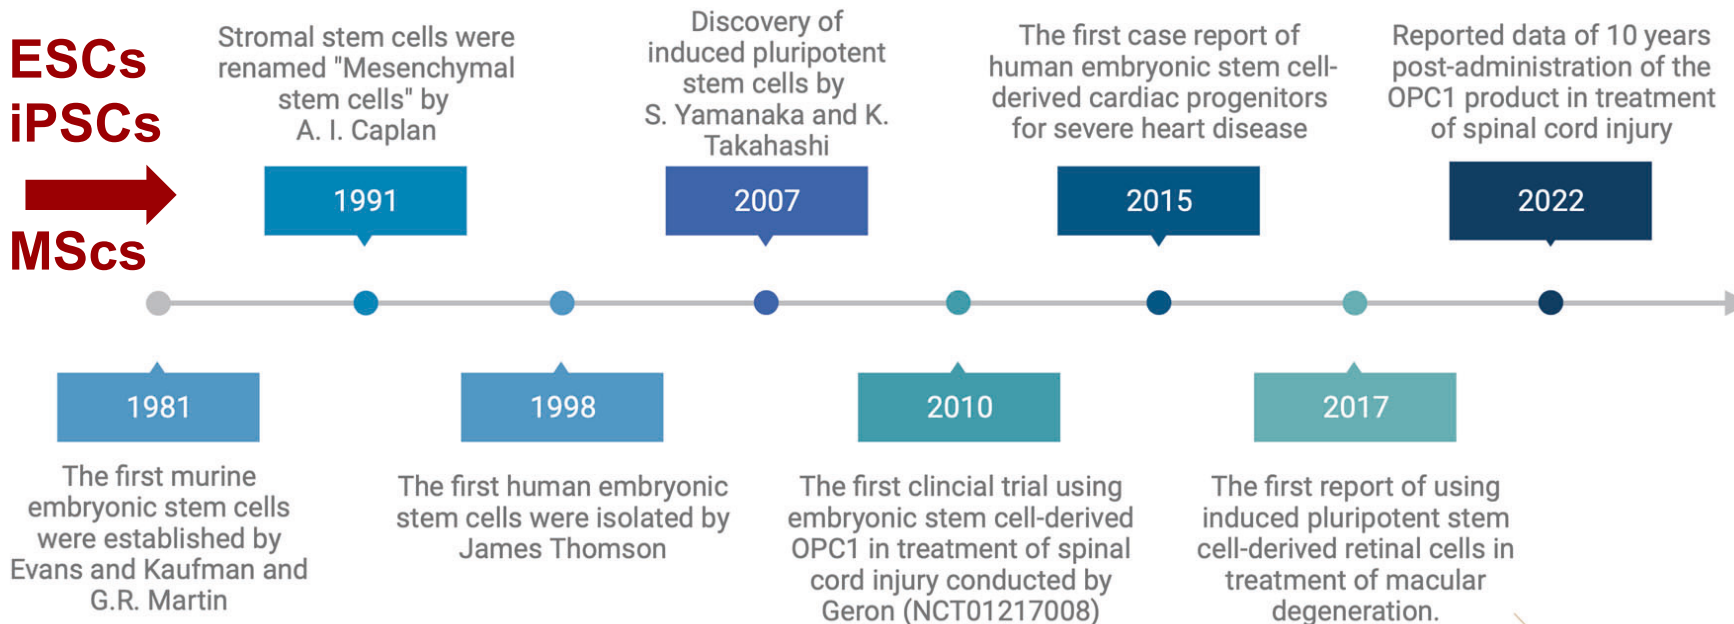 ESCs
iPSCs
MScs
Stromal stem cells were
renamed "Mesenchymal
stem cells" by
A. I. Caplan
1991
Discovery of
induced pluripotent
stem cells by
S. Yamanaka and K.
Takahashi
2007
The first case report of
human embryonic stem cell-
derived cardiac progenitors
for severe heart disease
2015
Reported data of 10 years
post-administration of the
OPC1 product in treatment
of spinal cord injury
2022
1981
The first murine
embryonic stem cells
were established by
Evans and Kaufman and
G.R. Martin
1998
The first human embryonic
stem cells were isolated by
James Thomson
2010
The first clincial trial using
embryonic stem cell-derived
OPC1 in treatment of spinal
cord injury conducted by
Geron (NCT01217008)
2017
The first report of using
induced pluripotent stem
cell-derived retinal cells in
treatment of macular
degeneration.